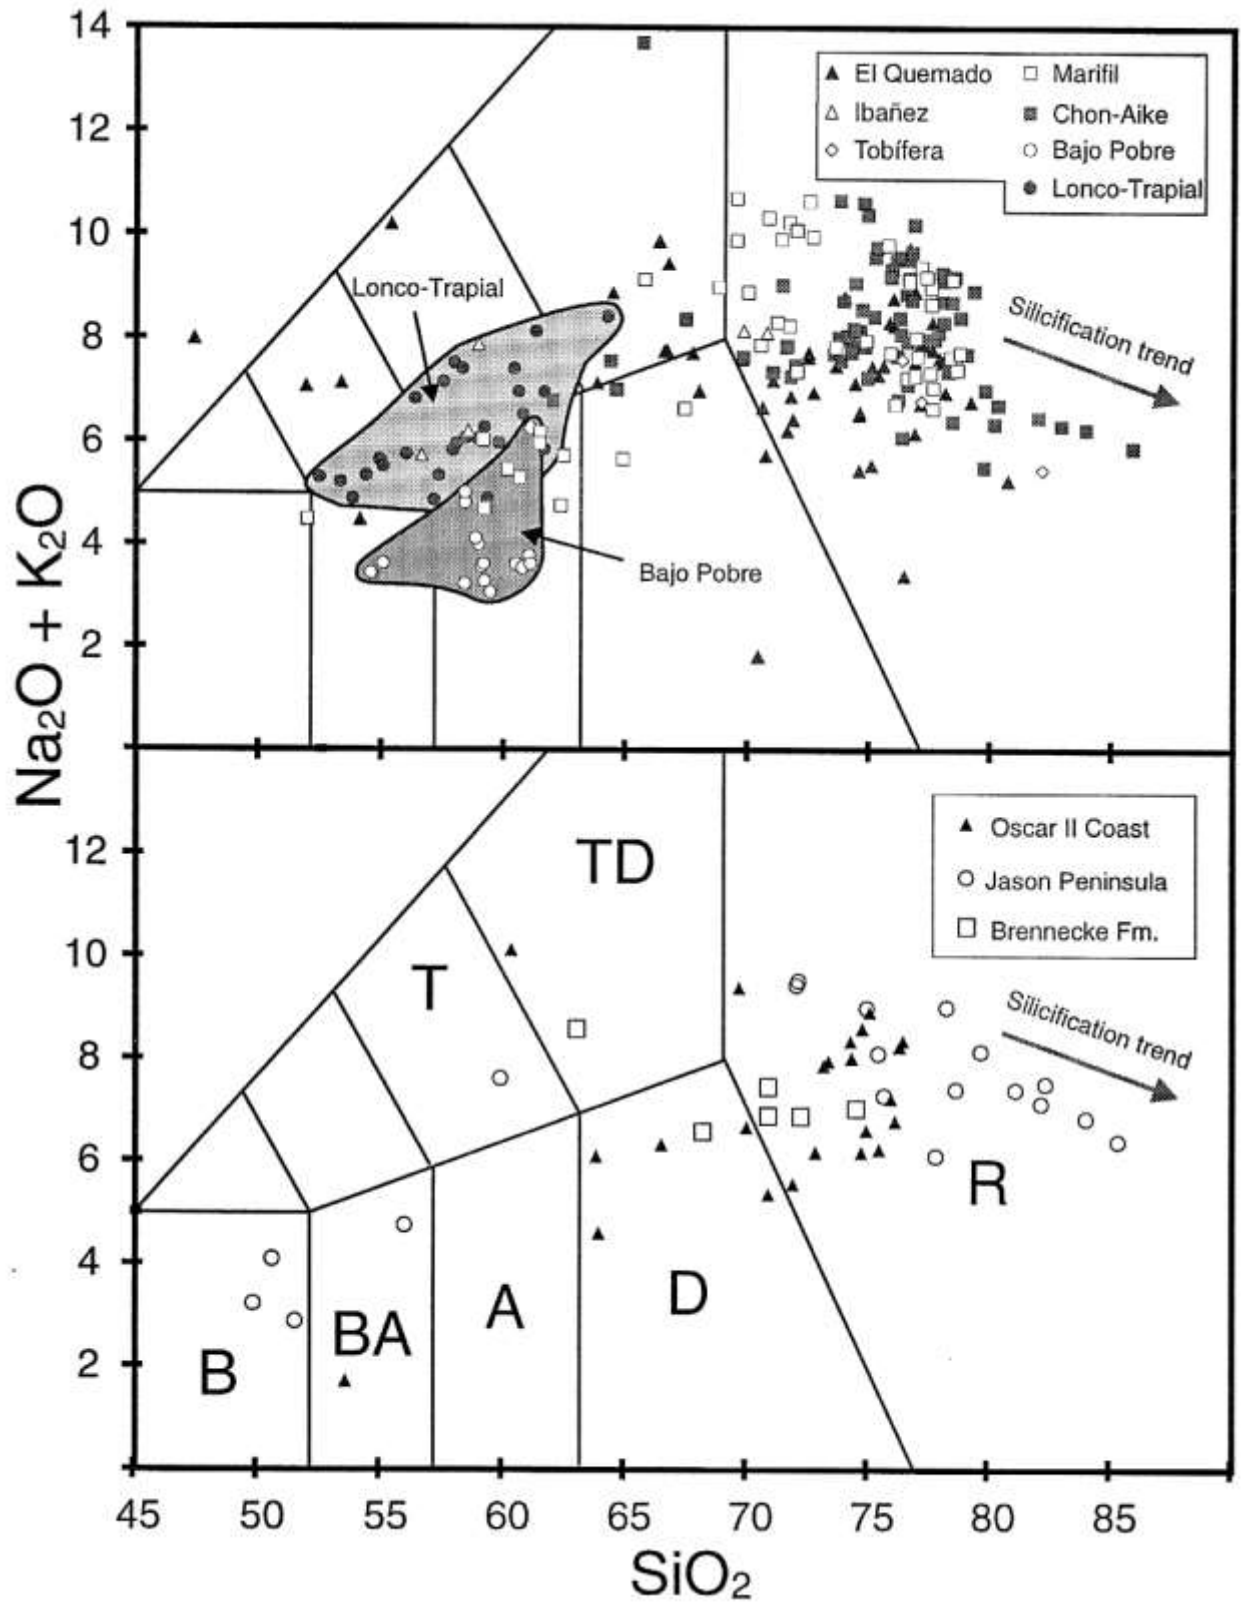 14
12
10
8
6
4
2
El Quemado
Ibañez
Tobífera
Marifil
Chon-Aike
Bajo Pobre
Lonco-Trapial
Lonco-Trapial
Bajo Pobre
Silicification trend
Na₂O + K₂O
12
10
8
6
4
2
TD
T
R
B
BA
A
D
Oscar II Coast
Jason Peninsula
Brennecke Fm.
Silicification trend
45 50 55 60 65 70 75 80 85
SiO₂